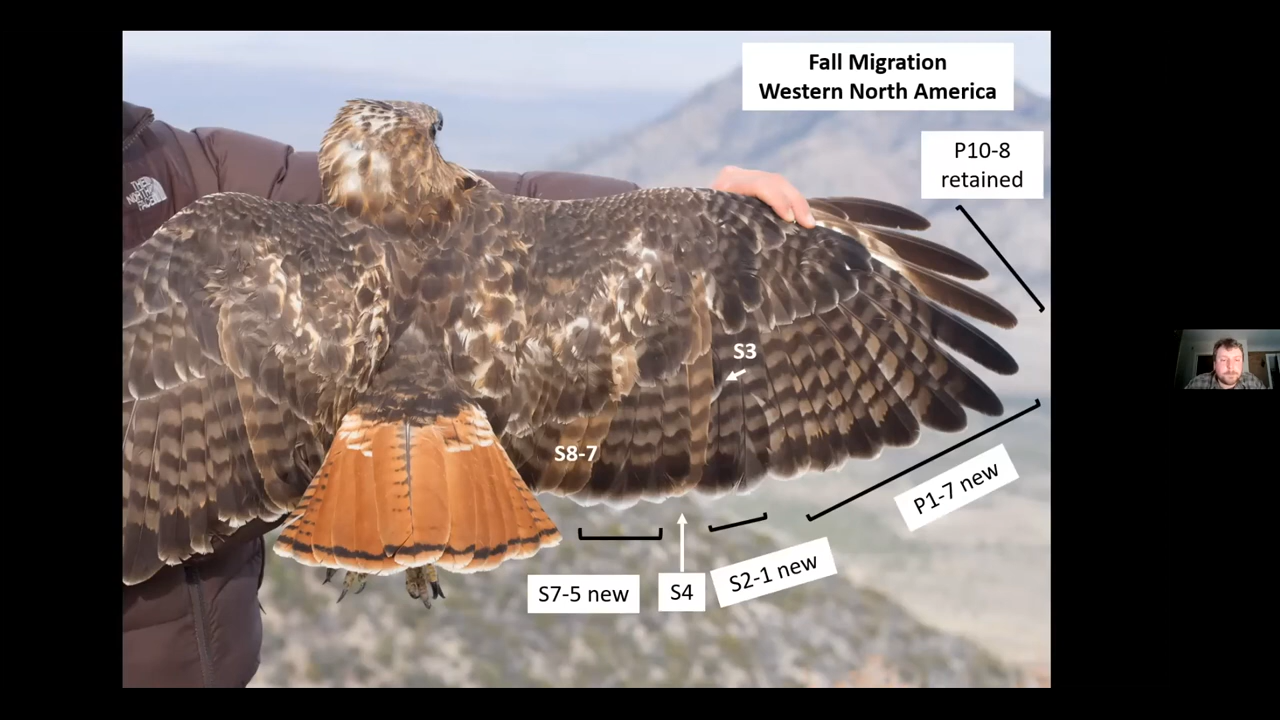 Fall Migration
Western North America
P10-8
retained
THE
NORTH
FACE
S3
S8-7
P1-7 new
S2-1 new
S4
S7-5 new